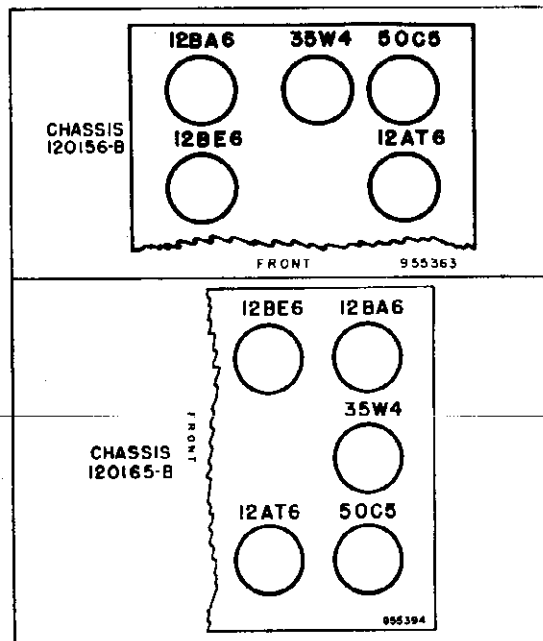 12BA6 35W4 50C5
CHASSIS
120156-B
12BE6 12AT6
FRONT 955363
12BE6 12BA6
35W4
FRONT
CHASSIS
120165-B
12AT6 50C5
955394